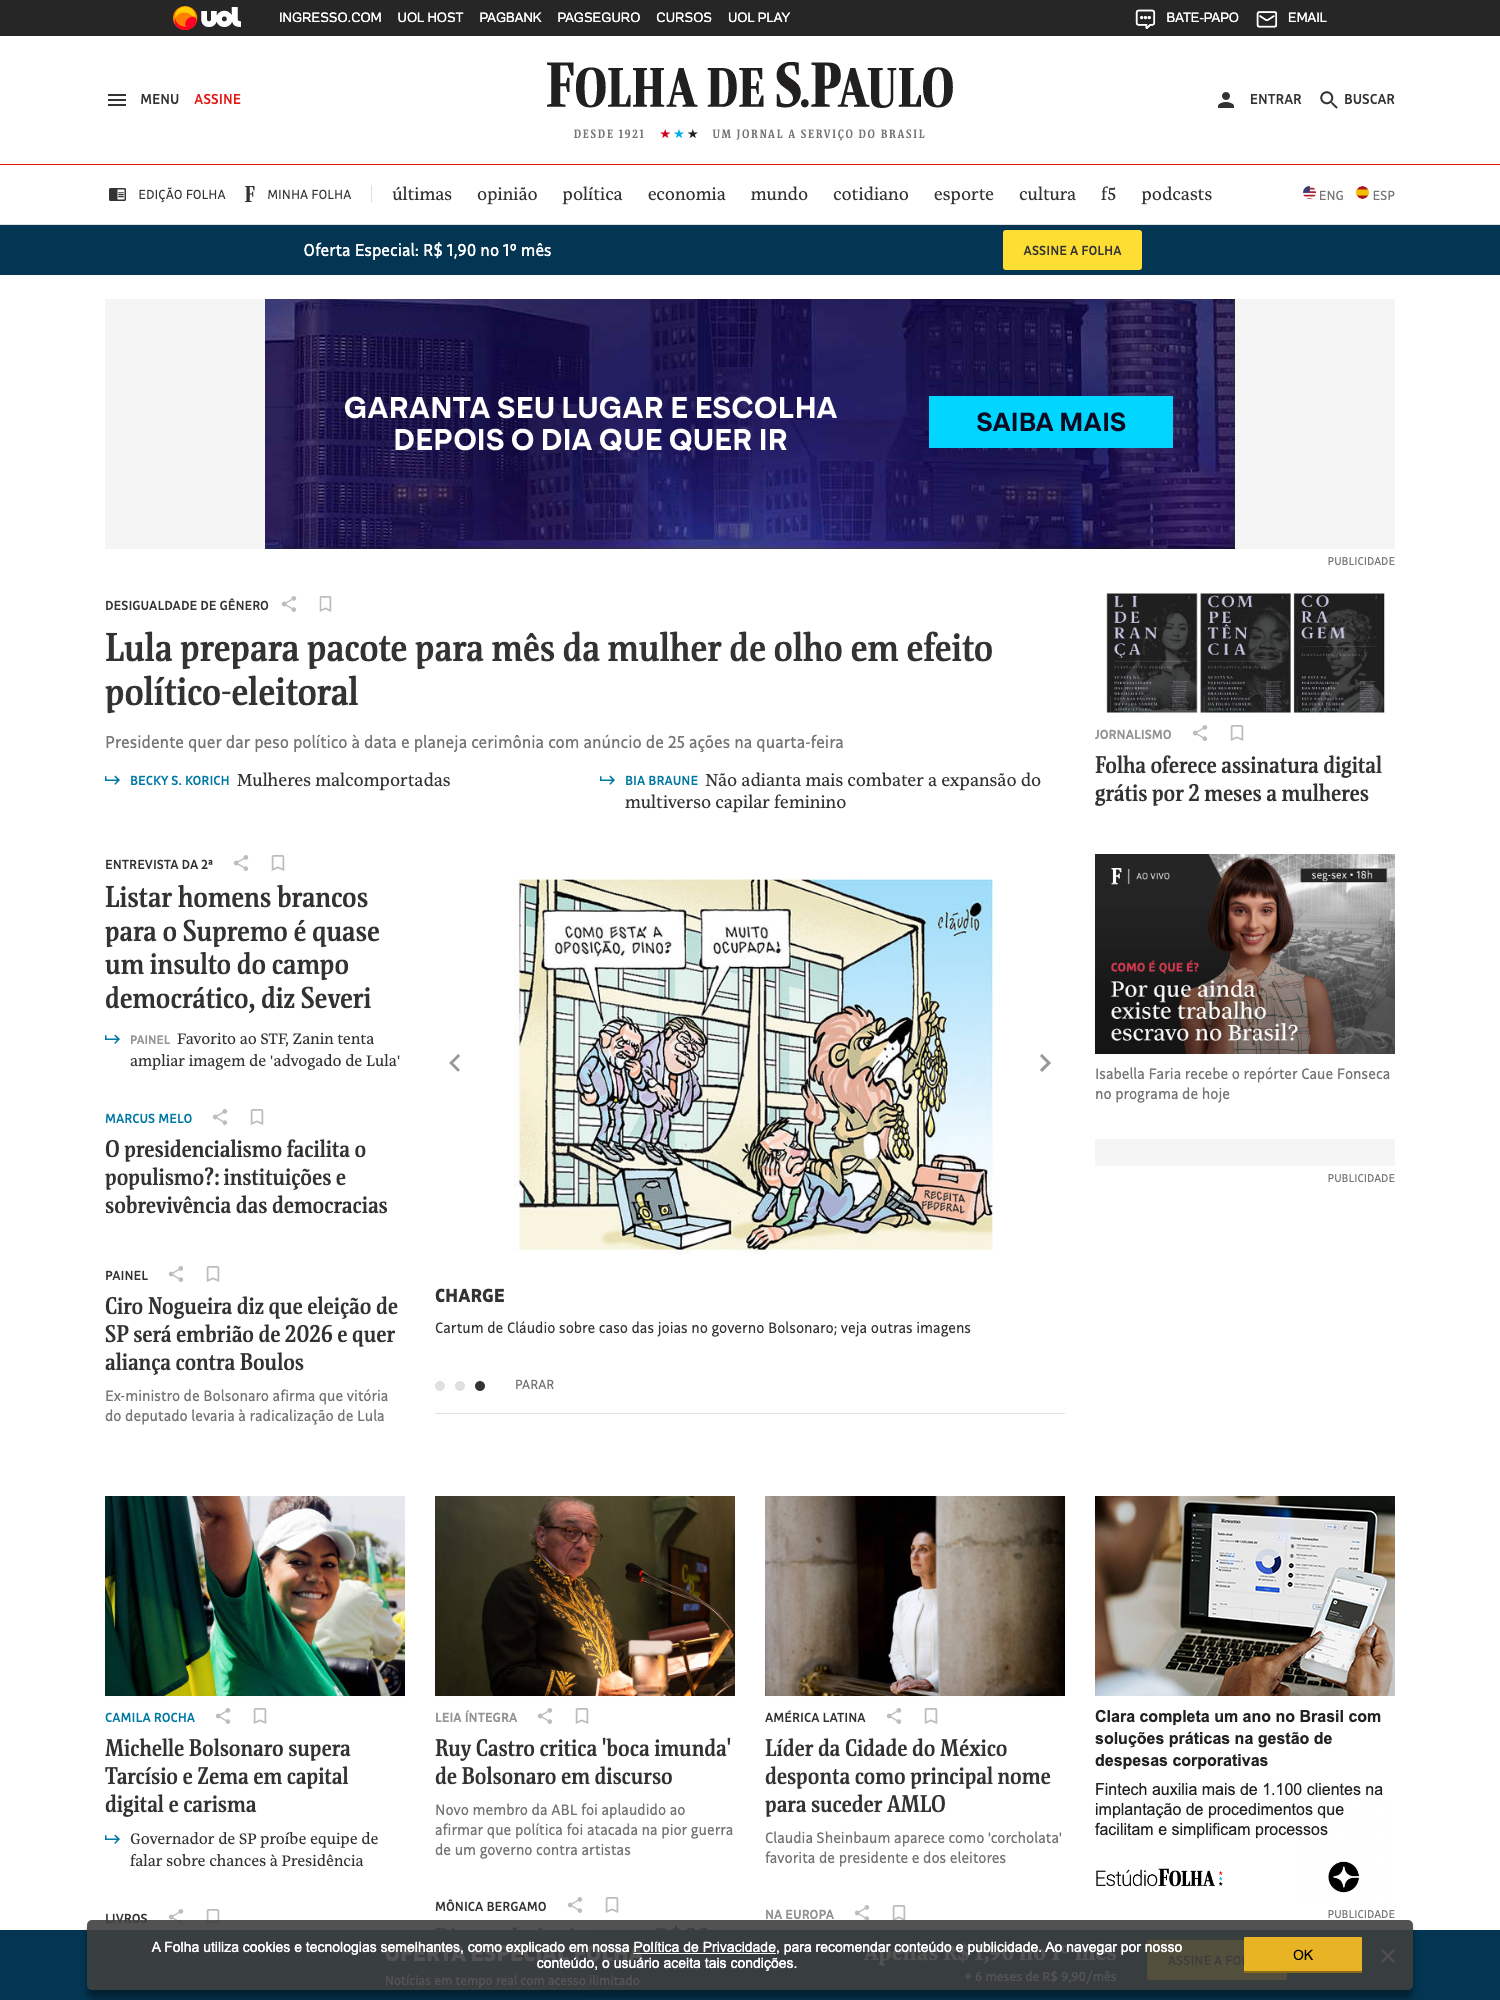 uol INGRESSO.COM UOL HOST PAGBANK PAGSEGURO CURSOS UOL PLAY BATE-PAPO EMAIL
MENU ASSINE
FOLHA DE S.PAULO
DESDE 1921 ★★★ UM JORNAL A SERVIÇO DO BRASIL
ENTRAR BUSCAR
EDIÇÃO FOLHA F MINHA FOLHA últimas opinião política economia mundo cotidiano esporte cultura f5 podcasts ENG ESP
Oferta Especial: R$ 1,90 no 1º mês ASSINE A FOLHA
GARANTA SEU LUGAR E ESCOLHA
DEPOIS O DIA QUE QUER IR
SAIBA MAIS
PUBLICIDADE
DESIGUALDADE DE GÊNERO
Lula prepara pacote para mês da mulher de olho em efeito
político-eleitoral
Presidente quer dar peso político à data e planeja cerimônia com anúncio de 25 ações na quarta-feira
BECKY S. KORICH Mulheres malcomportadas
BIA BRAUNE Não adianta mais combater a expansão do
multiverso capilar feminino
LI
DE
RAN
ÇA
COM
PE
TÊN
CIA
CO
RA
GEM
JORNALISMO
Folha oferece assinatura digital
grátis por 2 meses a mulheres
ENTREVISTA DA 2ª
Listar homens brancos
para o Supremo é quase
um insulto do campo
democrático, diz Severi
PAINEL Favorito ao STF, Zanin tenta
ampliar imagem de 'advogado de Lula'
MARCUS MELO
O presidencialismo facilita o
populismo?: instituições e
sobrevivência das democracias
PAINEL
Ciro Nogueira diz que eleição de
SP será embrião de 2026 e quer
aliança contra Boulos
Ex-ministro de Bolsonaro afirma que vitória
do deputado levaria à radicalização de Lula
COMO ESTÁ A
OPOSIÇÃO, DINO?
MUITO
OCUPADA!
cláudio
RECEITA
FEDERAL
CHARGE
Cartum de Cláudio sobre caso das joias no governo Bolsonaro; veja outras imagens
PARAR
F AO VIVO
seg-sex • 18h
COMO É QUE É?
Por que ainda
existe trabalho
escravo no Brasil?
Isabella Faria recebe o repórter Caue Fonseca
no programa de hoje
PUBLICIDADE
CAMILA ROCHA
Michelle Bolsonaro supera
Tarcísio e Zema em capital
digital e carisma
Governador de SP proíbe equipe de
falar sobre chances à Presidência
LIVROS
LEIA ÍNTEGRA
Ruy Castro critica 'boca imunda'
de Bolsonaro em discurso
Novo membro da ABL foi aplaudido ao
afirmar que política foi atacada na pior guerra
de um governo contra artistas
MÔNICA BERGAMO
AMÉRICA LATINA
Líder da Cidade do México
desponta como principal nome
para suceder AMLO
Claudia Sheinbaum aparece como 'corcholata'
favorita de presidente e dos eleitores
NA EUROPA
Resumo
Clara completa um ano no Brasil com
soluções práticas na gestão de
despesas corporativas
Fintech auxilia mais de 1.100 clientes na
implantação de procedimentos que
facilitam e simplificam processos
EstúdioFOLHA
PUBLICIDADE
A Folha utiliza cookies e tecnologias semelhantes, como explicado em nossa Política de Privacidade, para recomendar conteúdo e publicidade. Ao navegar por nosso
conteúdo, o usuário aceita tais condições.
OK
Apenas R$ 1,90 no 1º mês
Notícias em tempo real com acesso ilimitado
+ 6 meses de R$ 9,90/mês
ASSINE A FO